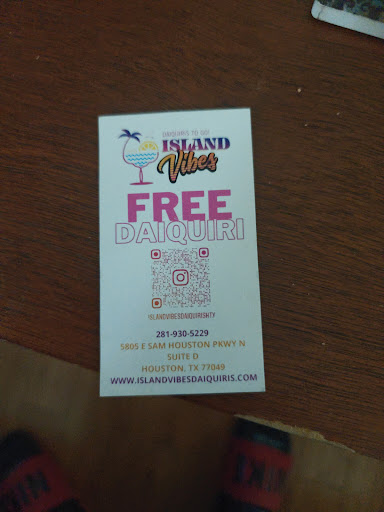 DAIQUIRIS TO GO!
ISLAND
Vibes
FREE
DAIQUIRI
ISLANDVIBESDAIQUIRISHTX
281-930-5229
5805 E SAM HOUSTON PKWY N
SUITE D
HOUSTON, TX 77049
WWW.ISLANDVIBESDAIQUIRIS.COM